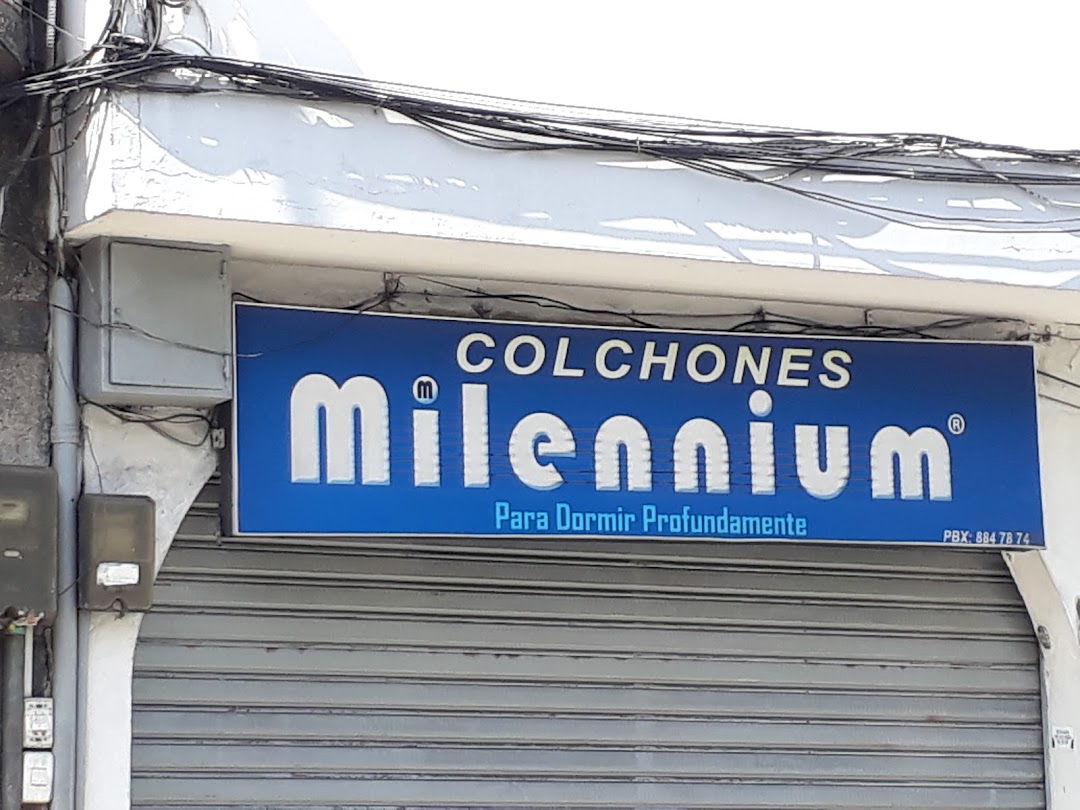 COLCHONES
Milennium®
Para Dormir Profundamente
PBX: 884 78 74